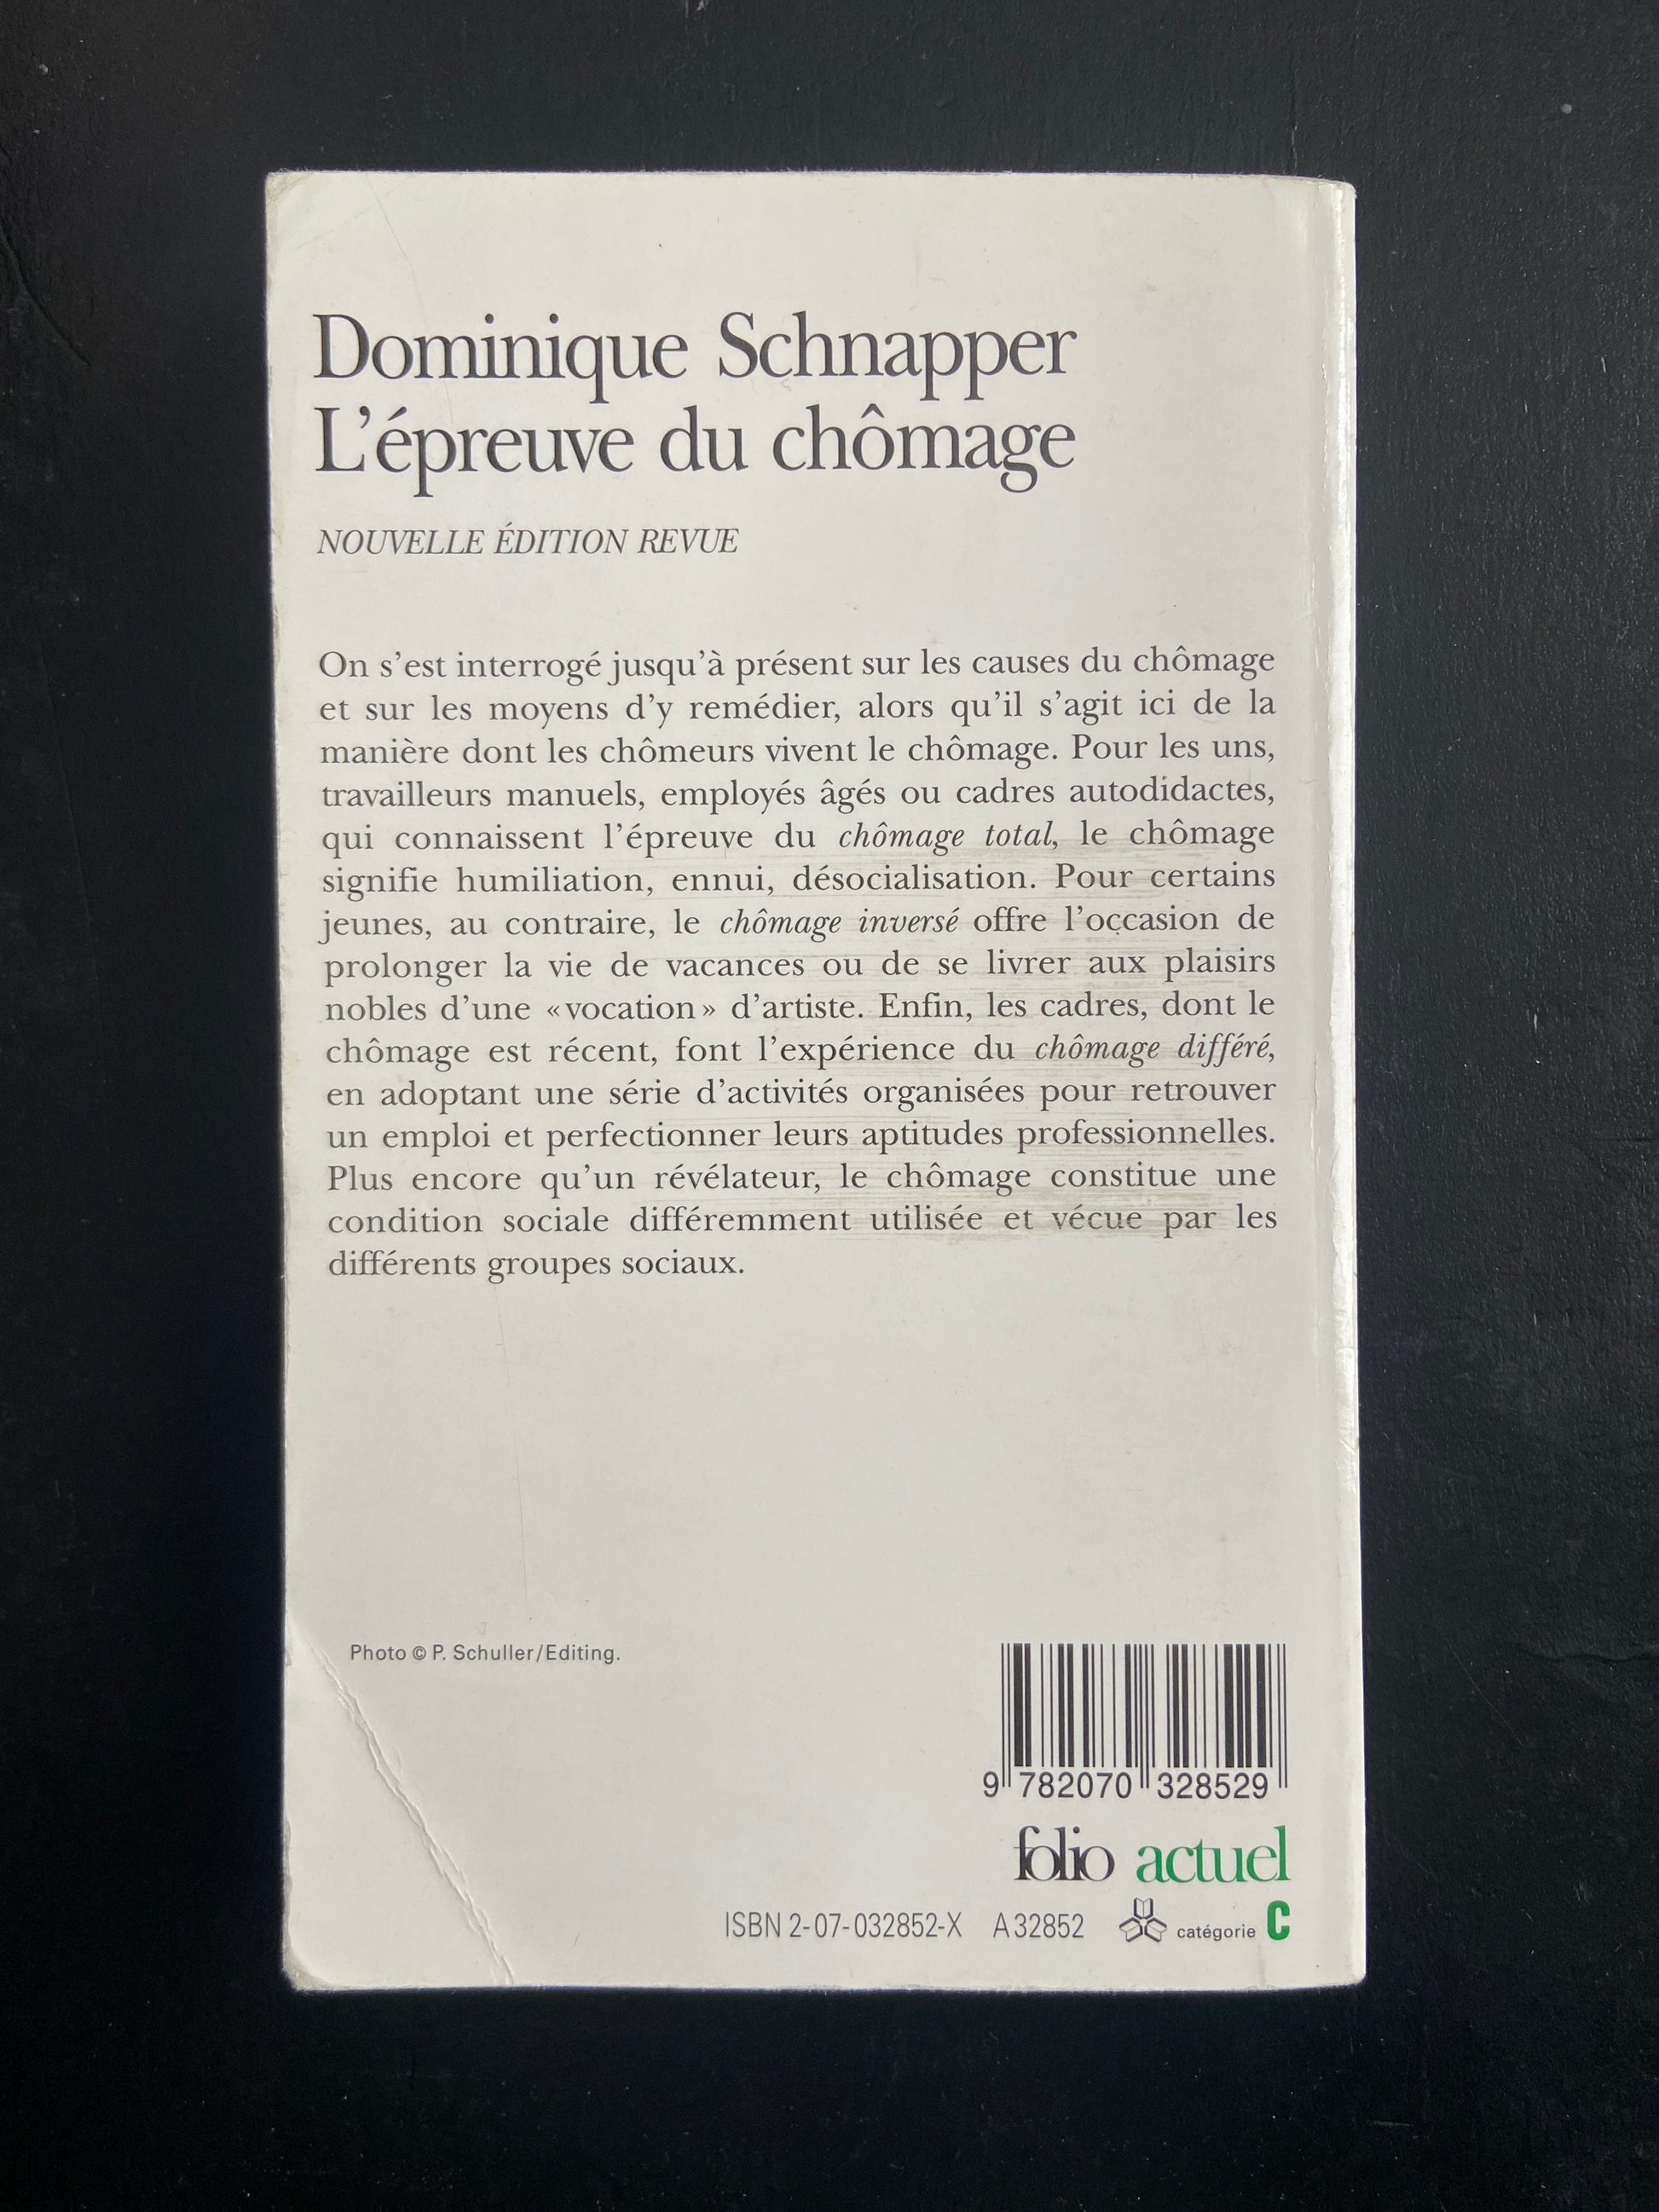 Dominique Schnapper
L'épreuve du chômage
NOUVELLE ÉDITION REVUE
On s'est interrogé jusqu'à présent sur les causes du chômage
et sur les moyens d'y remédier, alors qu'il s'agit ici de la
manière dont les chômeurs vivent le chômage. Pour les uns,
travailleurs manuels, employés âgés ou cadres autodidactes,
qui connaissent l'épreuve du chômage total, le chômage
signifie humiliation, ennui, désocialisation. Pour certains
jeunes, au contraire, le chômage inversé offre l'occasion de
prolonger la vie de vacances ou de se livrer aux plaisirs
nobles d'une «vocation» d'artiste. Enfin, les cadres, dont le
chômage est récent, font l'expérience du chômage différé,
en adoptant une série d'activités organisées pour retrouver
un emploi et perfectionner leurs aptitudes professionnelles.
Plus encore qu'un révélateur, le chômage constitue une
condition sociale différemment utilisée et vécue par les
différents groupes sociaux.
Photo © P. Schuller/Editing.
9 782070 328529
folio actuel
ISBN 2-07-032852-X A 32852 catégorie C